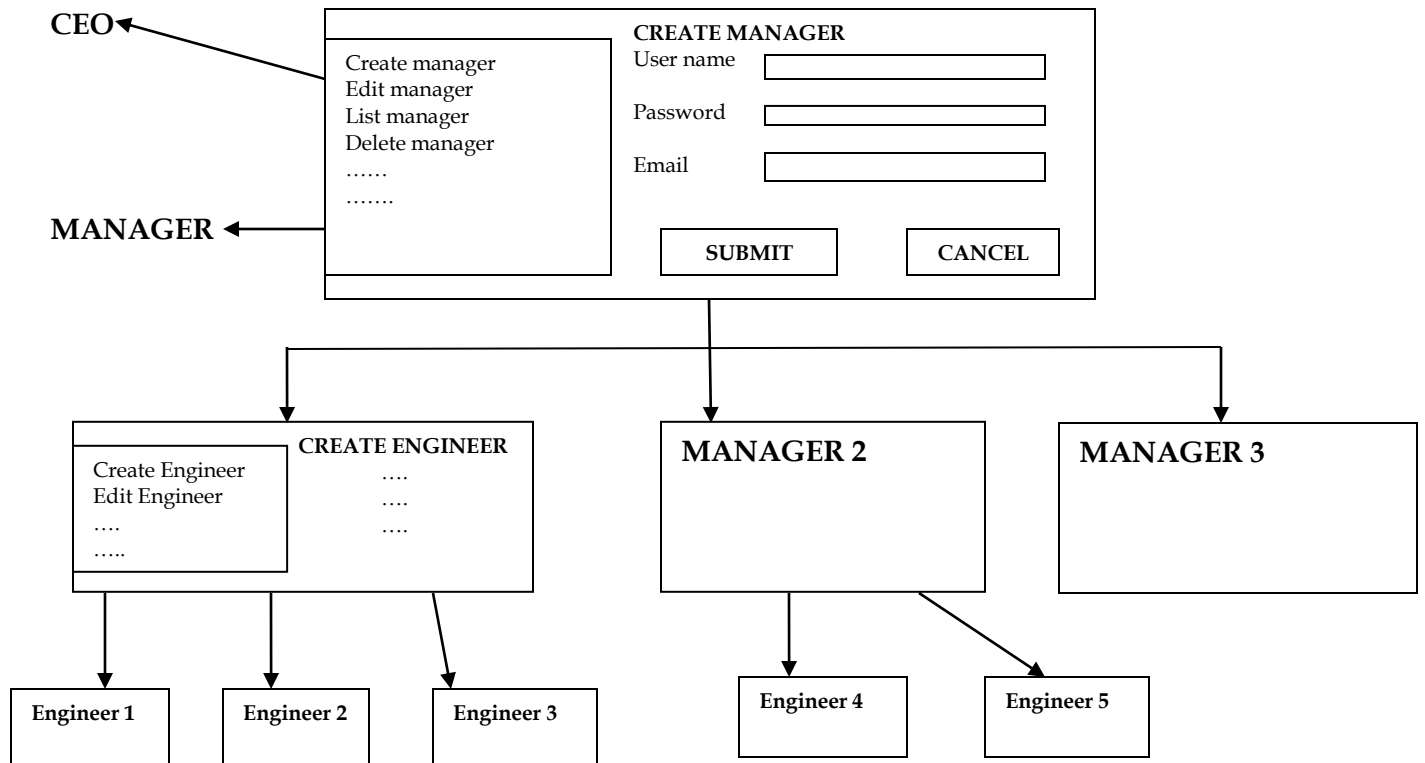 CEO
CREATE MANAGER
Create manager
Edit manager
List manager
Delete manager
……
…….
User name
Password
Email
MANAGER
SUBMIT
CANCEL
CREATE ENGINEER
Create Engineer
Edit Engineer
….
…..
….
….
….
MANAGER 2
MANAGER 3
Engineer 1
Engineer 2
Engineer 3
Engineer 4
Engineer 5